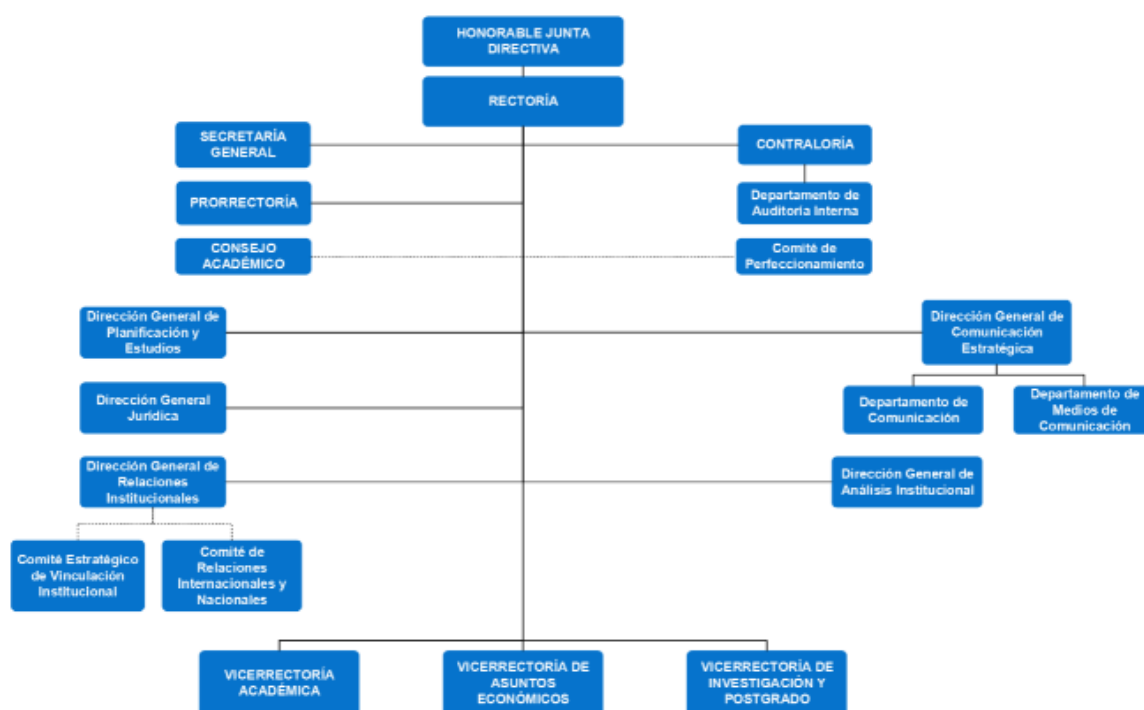 HONORABLE JUNTA
DIRECTIVA
RECTORÍA
SECRETARÍA
GENERAL
CONTRALORÍA
PRORRECTORÍA
Departamento de
Auditoría Interna
CONSEJO
ACADÉMICO
Comité de
Perfeccionamiento
Dirección General de
Planificación y
Estudios
Dirección General de
Comunicación
Estratégica
Dirección General
Jurídica
Departamento de
Comunicación
Departamento de
Medios de
Comunicación
Dirección General de
Relaciones
Institucionales
Dirección General de
Análisis Institucional
Comité Estratégico
de Vinculación
Institucional
Comité de
Relaciones
Internacionales y
Nacionales
VICERRECTORÍA
ACADÉMICA
VICERRECTORÍA DE
ASUNTOS
ECONÓMICOS
VICERRECTORÍA DE
INVESTIGACIÓN Y
POSTGRADO